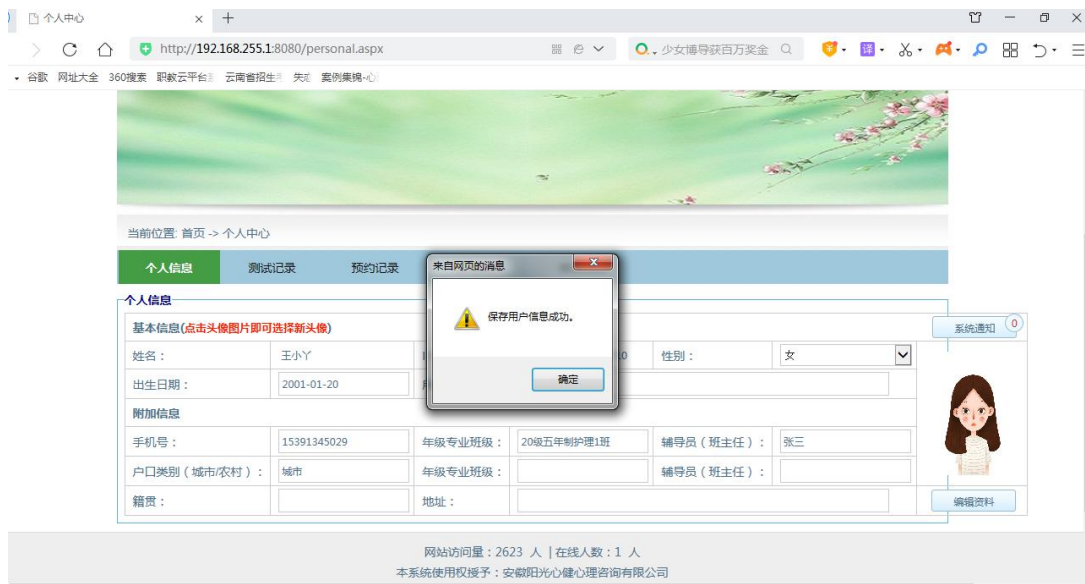 个人中心
http://192.168.255.1:8080/personal.aspx
少女博导获百万奖金
译
谷歌 网址大全 360搜索 职教云平台 云南省招生 案例集锦-心
当前位置: 首页 -> 个人中心
个人信息 测试记录 预约记录
来自网页的消息
保存用户信息成功。
确定
个人信息
基本信息(点击头像图片即可选择新头像)
系统通知 0
姓名： 王小丫 0 性别： 女
出生日期： 2001-01-20
附加信息
手机号： 15391345029 年级专业班级： 20级五年制护理1班 辅导员（班主任）： 张三
户口类别（城市/农村）： 城市 年级专业班级： 辅导员（班主任）：
籍贯： 地址：
编辑资料
网站访问量：2623 人 | 在线人数：1 人
本系统使用权授予：安徽阳光心健心理咨询有限公司